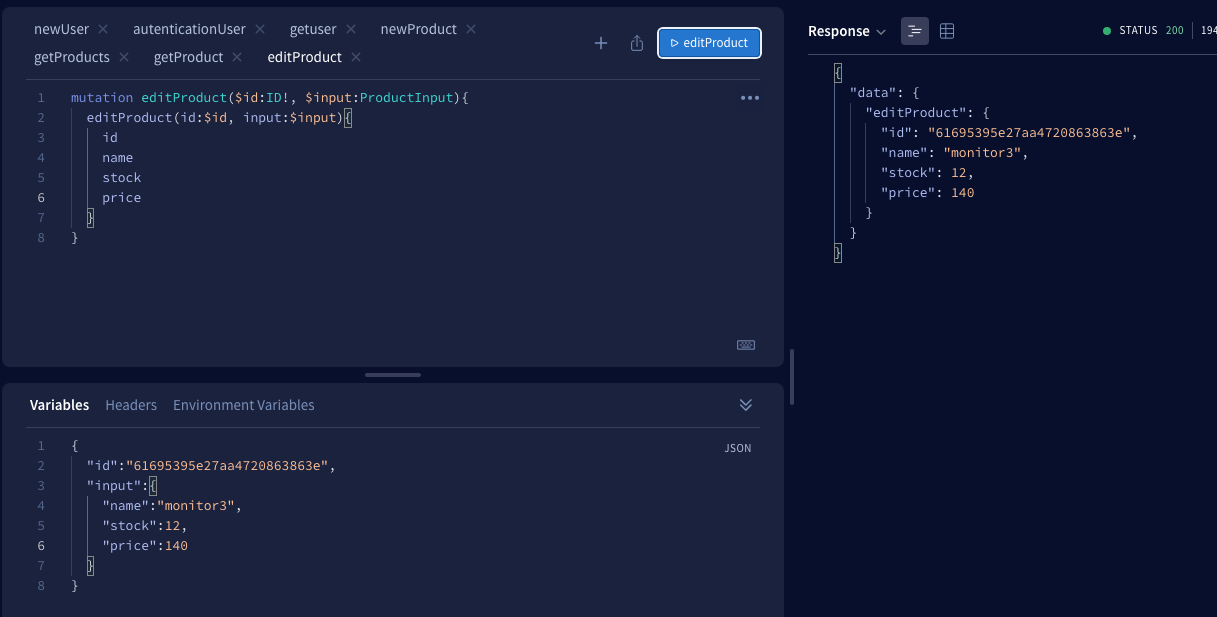 newUser autenticationUser getuser newProduct
getProducts getProduct editProduct
editProduct
1 mutation editProduct($id:ID!, $input:ProductInput){
2 editProduct(id:$id, input:$input){
3 id
4 name
5 stock
6 price
7 }
8 }
Variables Headers Environment Variables
JSON
1 {
2 "id":"61695395e27aa4720863863e",
3 "input":{
4 "name":"monitor3",
5 "stock":12,
6 "price":140
7 }
8 }
Response STATUS 200 194
{
"data": {
"editProduct": {
"id": "61695395e27aa4720863863e",
"name": "monitor3",
"stock": 12,
"price": 140
}
}
}